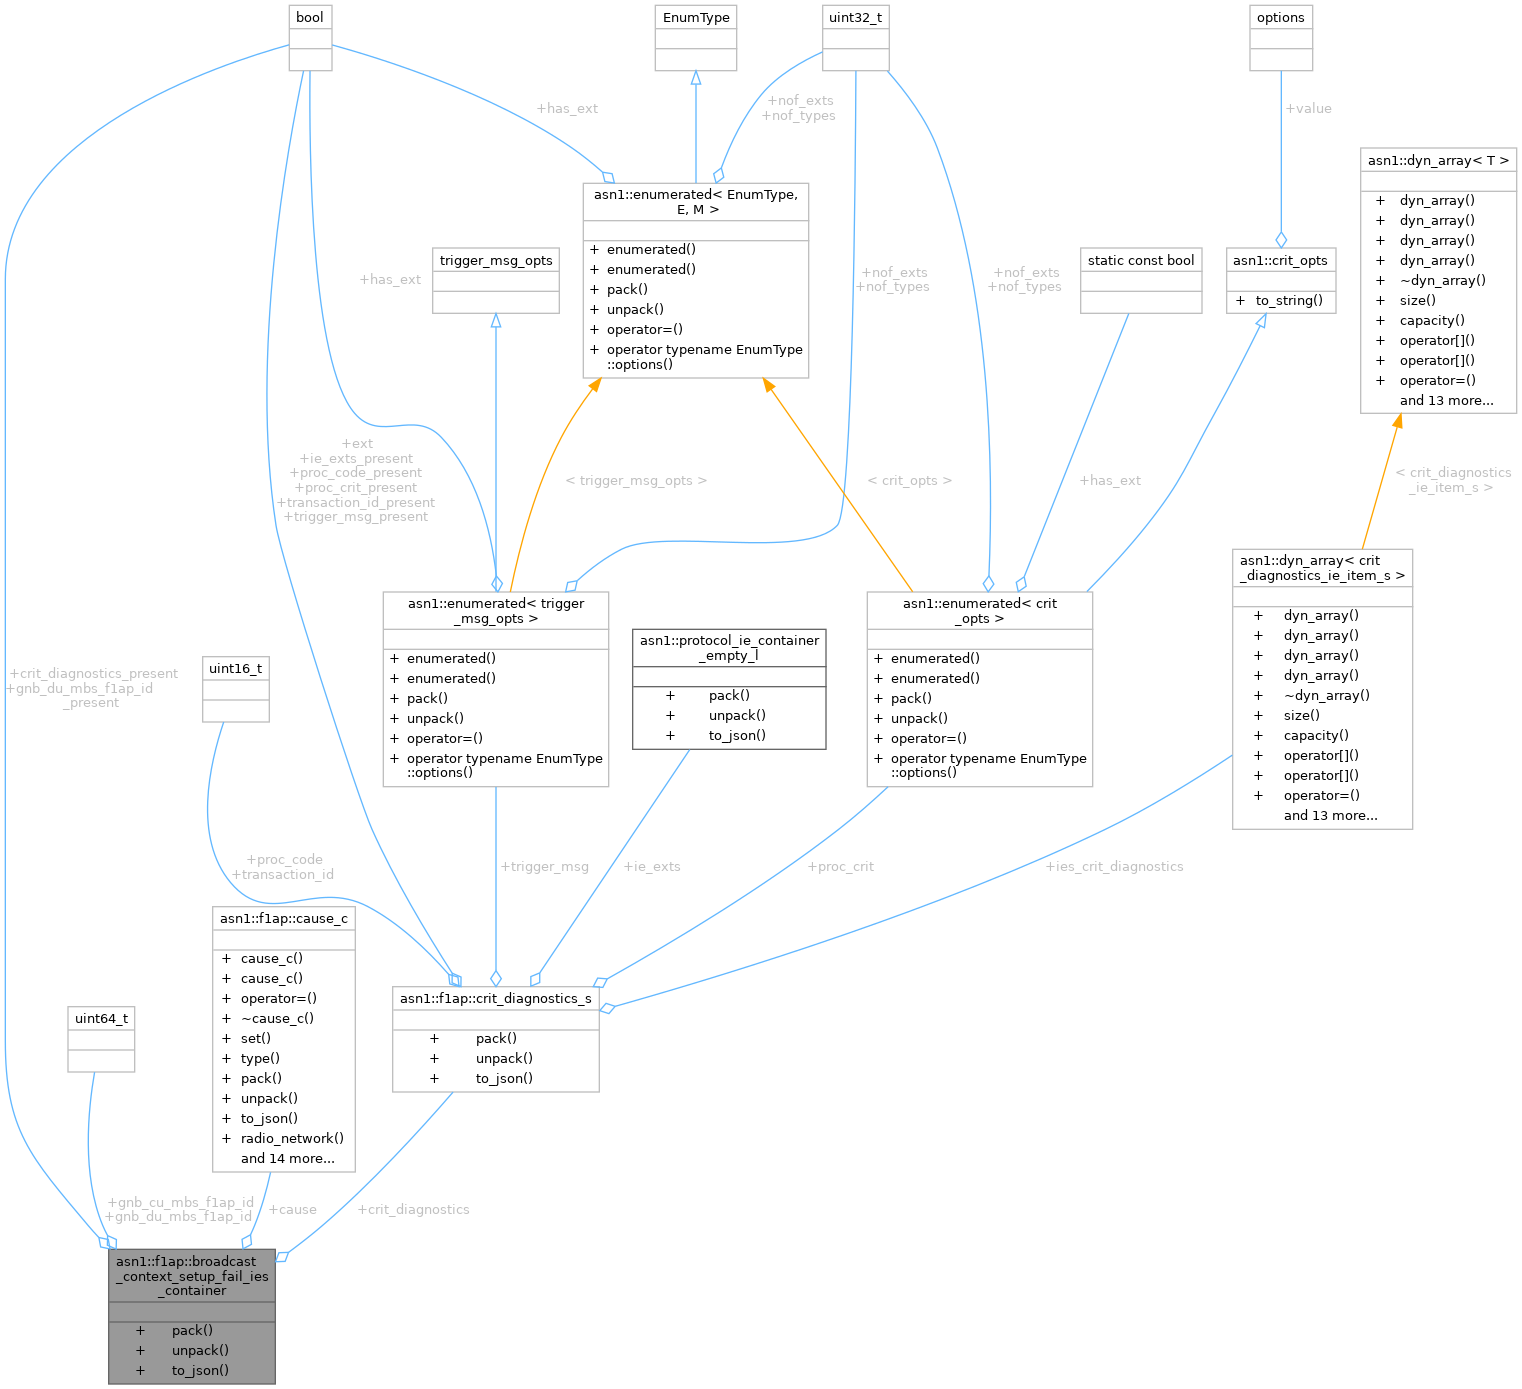 bool
EnumType
uint32_t
options
+has_ext
+nof_exts
+nof_types
+value
asn1::dyn_array< T >
+ dyn_array()
+ dyn_array()
+ dyn_array()
+ dyn_array()
+ ~dyn_array()
+ size()
+ capacity()
+ operator[]()
+ operator[]()
+ operator=()
and 13 more...
asn1::enumerated< EnumType,
E, M >
+ enumerated()
+ enumerated()
+ pack()
+ unpack()
+ operator=()
+ operator typename EnumType
::options()
trigger_msg_opts
static const bool
asn1::crit_opts
+ to_string()
+has_ext
+nof_exts
+nof_types
+nof_exts
+nof_types
+ext
+ie_exts_present
+proc_code_present
+proc_crit_present
+transaction_id_present
+trigger_msg_present
< trigger_msg_opts >
< crit_opts >
+has_ext
< crit_diagnostics
_ie_item_s >
asn1::dyn_array< crit
_diagnostics_ie_item_s >
+ dyn_array()
+ dyn_array()
+ dyn_array()
+ dyn_array()
+ ~dyn_array()
+ size()
+ capacity()
+ operator[]()
+ operator[]()
+ operator=()
and 13 more...
asn1::enumerated< trigger
_msg_opts >
+ enumerated()
+ enumerated()
+ pack()
+ unpack()
+ operator=()
+ operator typename EnumType
::options()
asn1::protocol_ie_container
_empty_l
+ pack()
+ unpack()
+ to_json()
asn1::enumerated< crit
_opts >
+ enumerated()
+ enumerated()
+ pack()
+ unpack()
+ operator=()
+ operator typename EnumType
::options()
+crit_diagnostics_present
+gnb_du_mbs_f1ap_id
_present
uint16_t
+proc_code
+transaction_id
+trigger_msg
+ie_exts
+proc_crit
+ies_crit_diagnostics
asn1::f1ap::cause_c
+ cause_c()
+ cause_c()
+ operator=()
+ ~cause_c()
+ set()
+ type()
+ pack()
+ unpack()
+ to_json()
+ radio_network()
and 14 more...
asn1::f1ap::crit_diagnostics_s
+ pack()
+ unpack()
+ to_json()
uint64_t
+gnb_cu_mbs_f1ap_id
+gnb_du_mbs_f1ap_id
+cause
+crit_diagnostics
asn1::f1ap::broadcast
_context_setup_fail_ies
_container
+ pack()
+ unpack()
+ to_json()